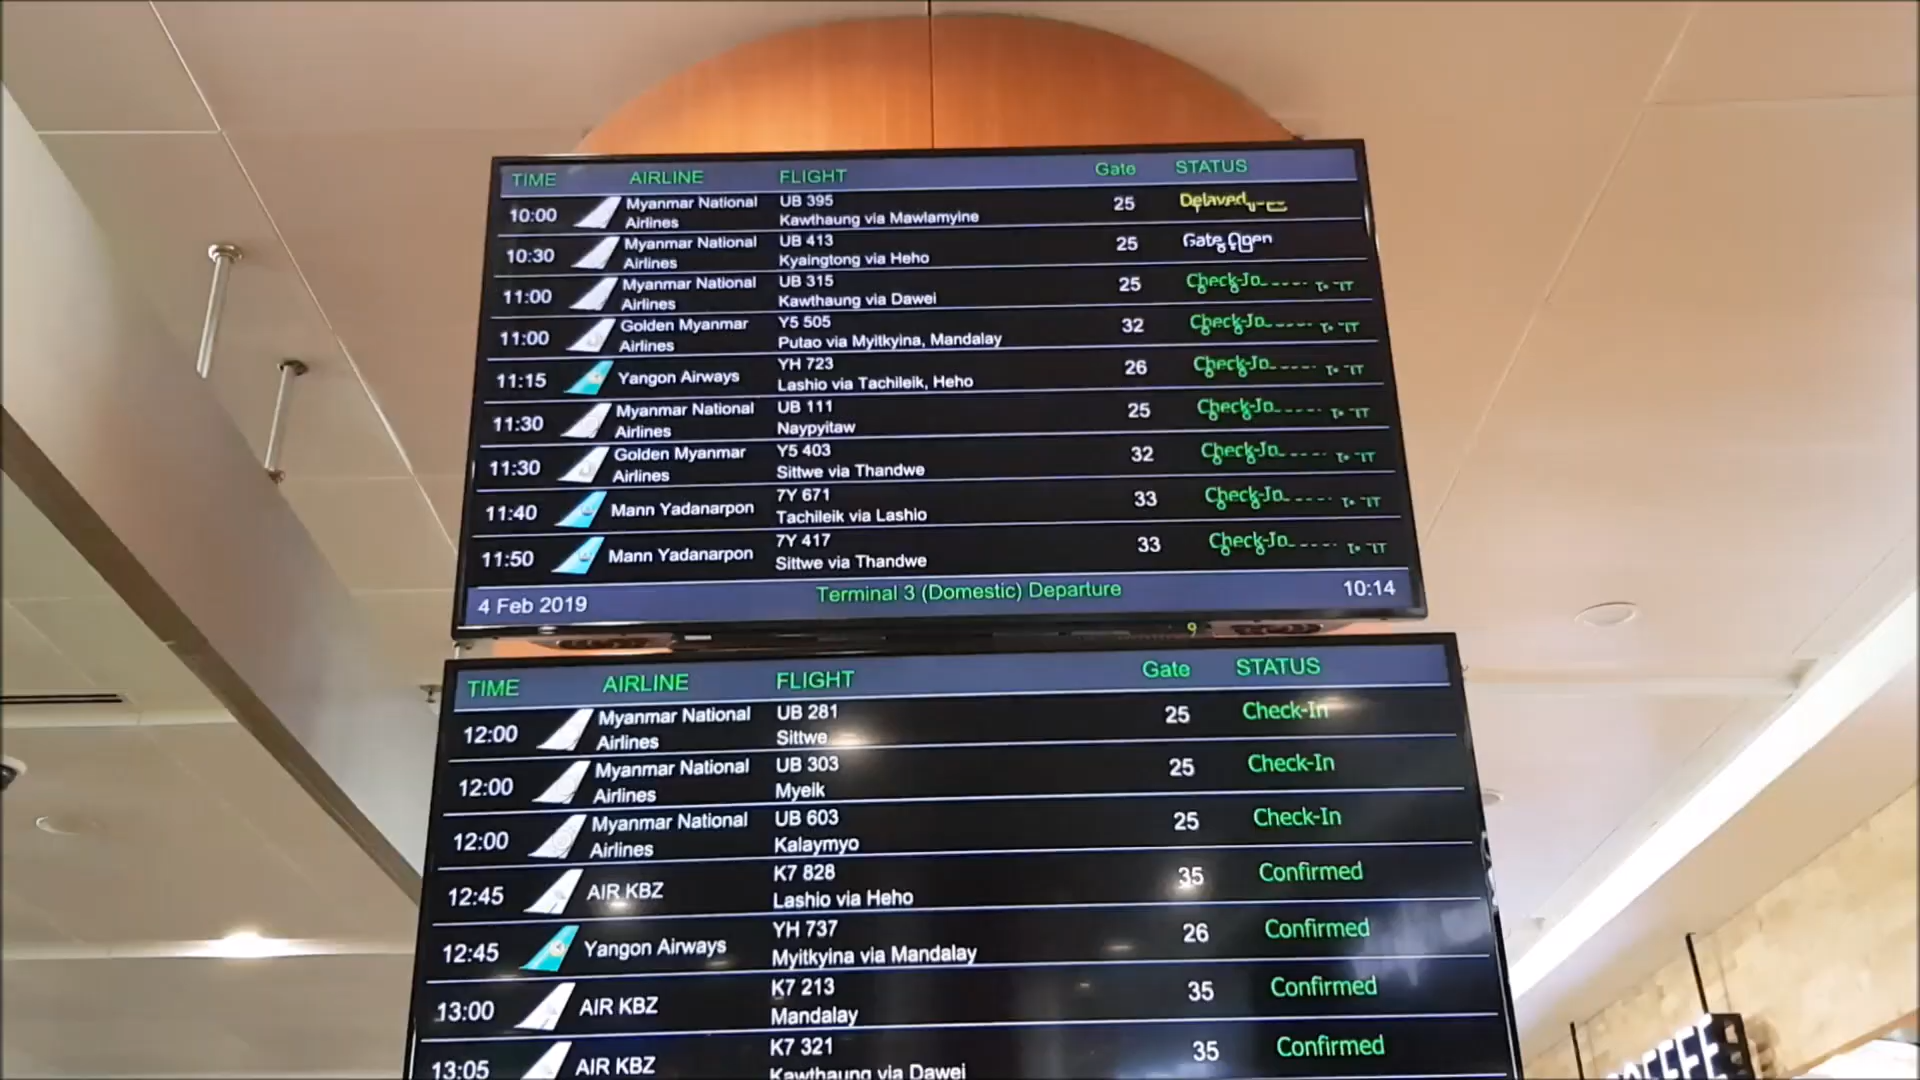 TIME AIRLINE FLIGHT Gate STATUS
10:00 Myanmar National Airlines UB 395 Kawthaung via Mawlamyine 25 Delayed
10:30 Myanmar National Airlines UB 413 Kyaingtong via Heho 25 Gate Open
11:00 Myanmar National Airlines UB 315 Kawthaung via Dawei 25
11:00 Golden Myanmar Airlines Y5 505 Putao via Myitkyina, Mandalay 32
11:15 Yangon Airways YH 723 Lashio via Tachileik, Heho 26
11:30 Myanmar National Airlines UB 111 Naypyitaw 25
11:30 Golden Myanmar Airlines Y5 403 Sittwe via Thandwe 32
11:40 Mann Yadanarpon 7Y 671 Tachileik via Lashio 33
11:50 Mann Yadanarpon 7Y 417 Sittwe via Thandwe 33
4 Feb 2019 Terminal 3 (Domestic) Departure 10:14
TIME AIRLINE FLIGHT Gate STATUS
12:00 Myanmar National Airlines UB 281 Sittwe 25 Check-In
12:00 Myanmar National Airlines UB 303 Myeik 25 Check-In
12:00 Myanmar National Airlines UB 603 Kalaymyo 25 Check-In
12:45 AIR KBZ K7 828 Lashio via Heho 35 Confirmed
12:45 Yangon Airways YH 737 Myitkyina via Mandalay 26 Confirmed
13:00 AIR KBZ K7 213 Mandalay 35 Confirmed
13:05 AIR KBZ K7 321 Kawthaung via Dawei 35 Confirmed
COFFEE